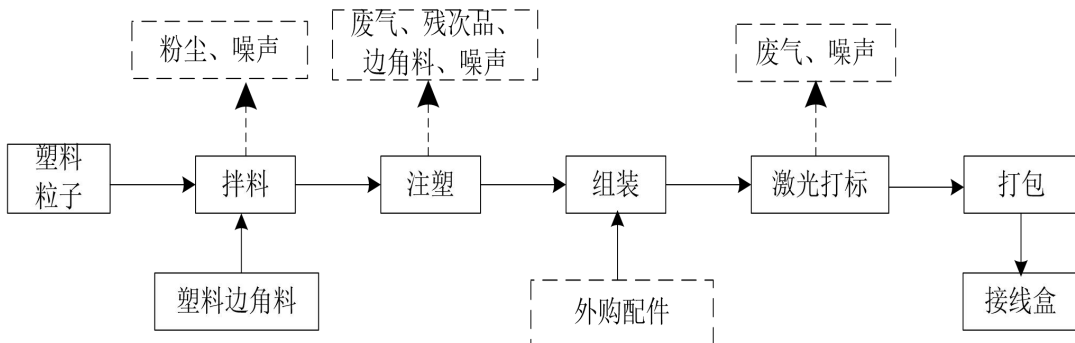 粉尘、噪声
废气、残次品、
边角料、噪声
废气、噪声
塑料
粒子
拌料
注塑
组装
激光打标
打包
塑料边角料
外购配件
接线盒